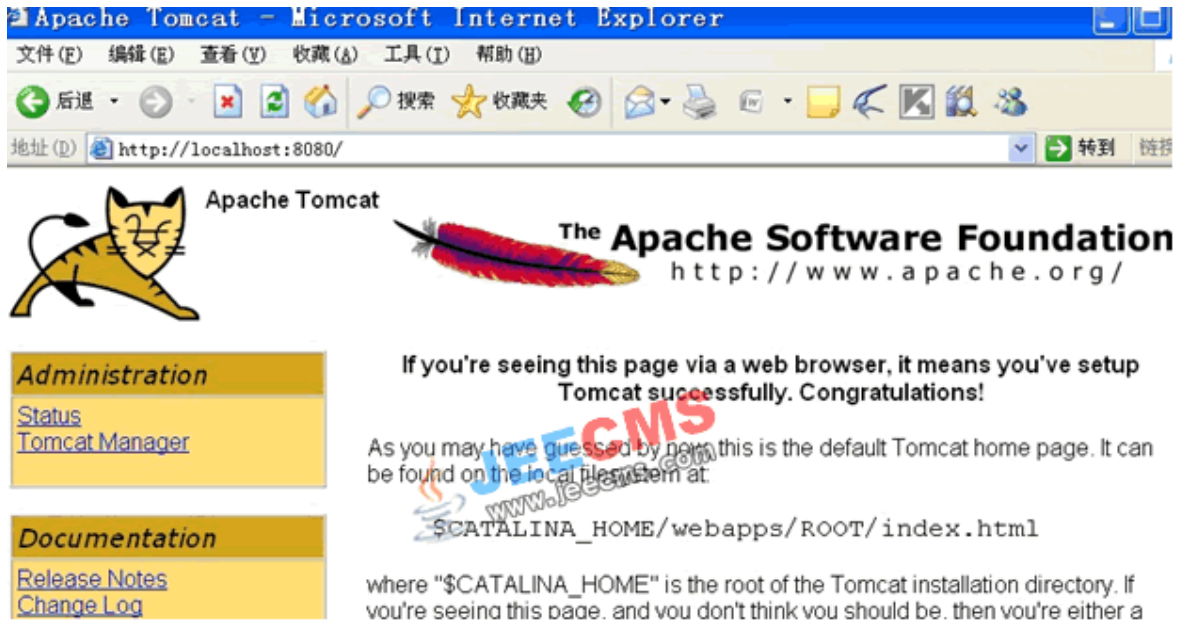 Apache Tomcat - Microsoft Internet Explorer
文件(F) 编辑(E) 查看(V) 收藏(A) 工具(T) 帮助(H)
后退 搜索 收藏夹
地址(D) http://localhost:8080/ 转到 链接
Apache Tomcat
The Apache Software Foundation
http://www.apache.org/
Administration
Status
Tomcat Manager
Documentation
Release Notes
Change Log
If you're seeing this page via a web browser, it means you've setup
Tomcat successfully. Congratulations!
As you may have guessed by now, this is the default Tomcat home page. It can
be found on the local filesystem at:
JEECMS
www.jeecms.com
$CATALINA_HOME/webapps/ROOT/index.html
where "$CATALINA_HOME" is the root of the Tomcat installation directory. If
you're seeing this page, and you don't think you should be, then you're either a